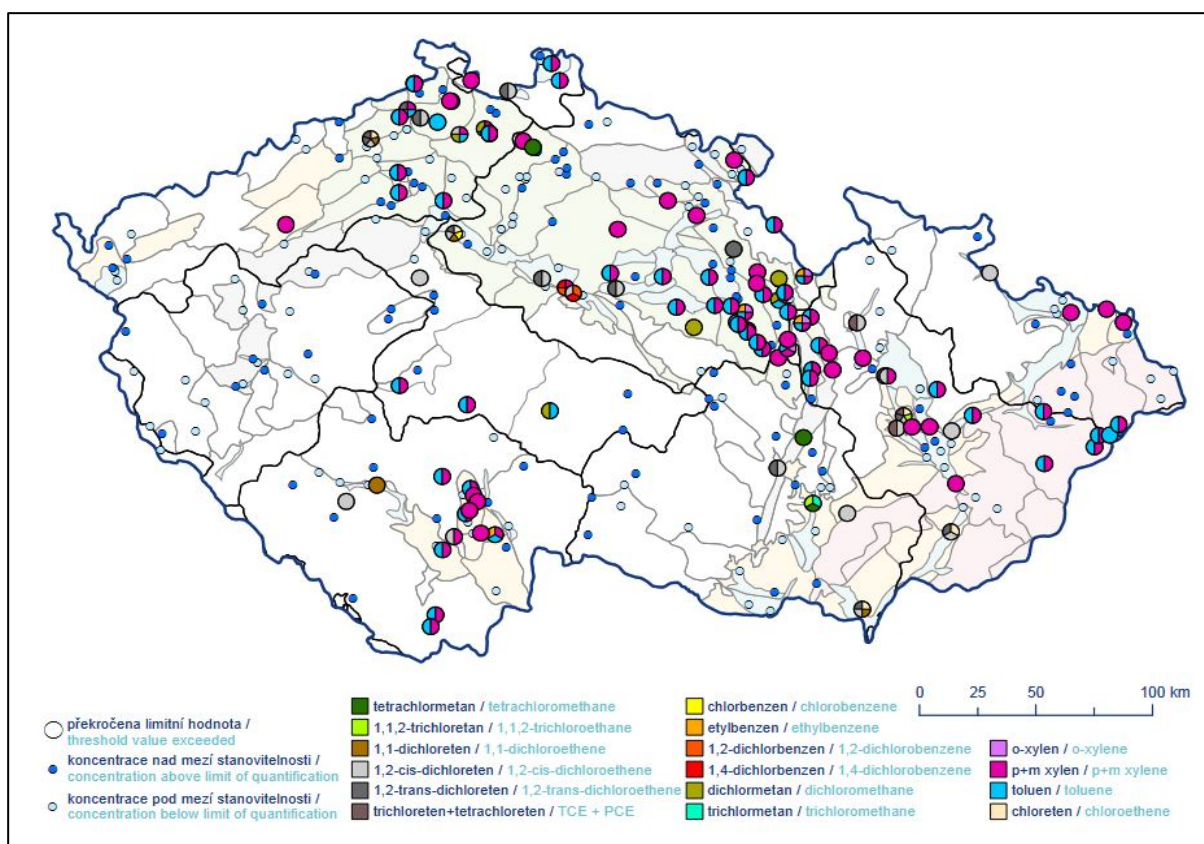 překročena limitní hodnota /
threshold value exceeded
koncentrace nad mezí stanovitelnosti /
concentration above limit of quantification
koncentrace pod mezí stanovitelnosti /
concentration below limit of quantification
tetrachlormetan / tetrachloromethane
1,1,2-trichloretan / 1,1,2-trichloroethane
1,1-dichloreten / 1,1-dichloroethene
1,2-cis-dichloreten / 1,2-cis-dichloroethene
1,2-trans-dichloreten / 1,2-trans-dichloroethene
trichloreten+tetrachloreten / TCE + PCE
chlorbenzen / chlorobenzene
etylbenzen / ethylbenzene
1,2-dichlorbenzen / 1,2-dichlorobenzene
1,4-dichlorbenzen / 1,4-dichlorobenzene
dichlormetan / dichloromethane
trichlormetan / trichloromethane
0 25 50 100 km
o-xylen / o-xylene
p+m xylen / p+m xylene
toluen / toluene
chloreten / chloroethene